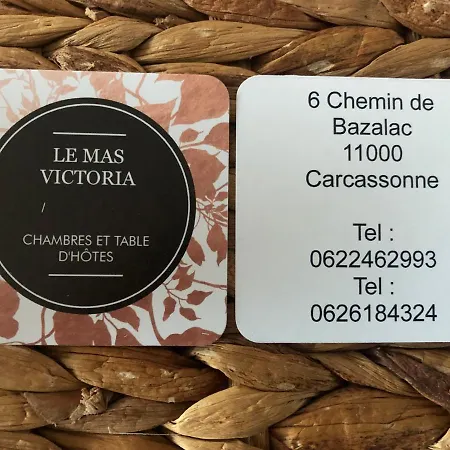 LE MAS
VICTORIA
/
CHAMBRES ET TABLE
D'HÔTES
6 Chemin de
Bazalac
11000
Carcassonne
Tel :
0622462993
Tel :
0626184324